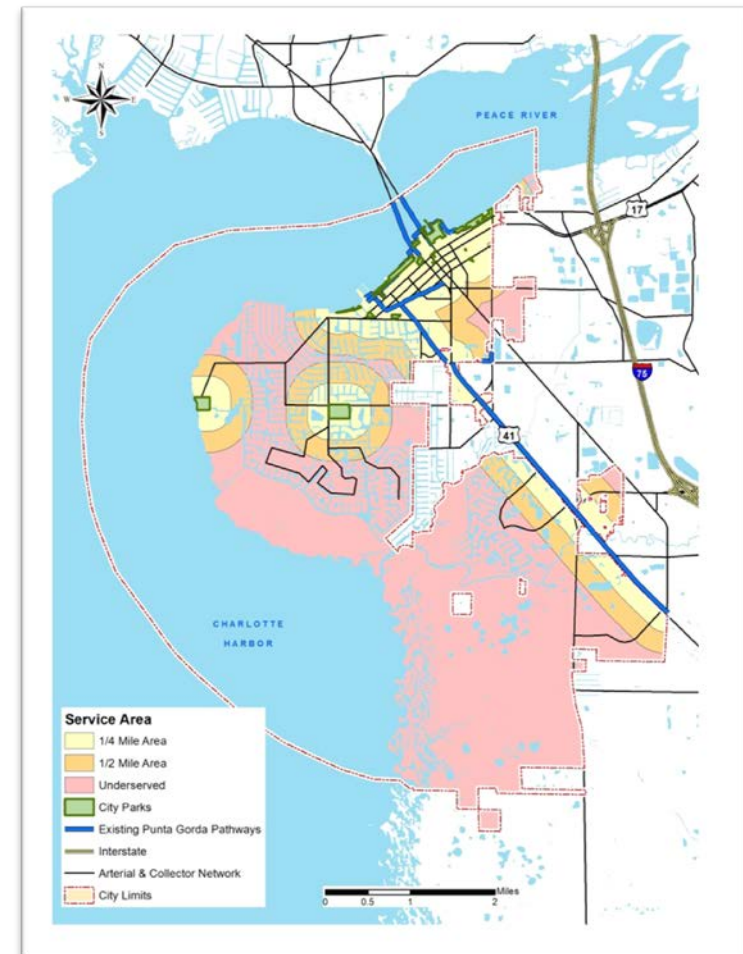 N
W
E
S
PEACE RIVER
17
75
41
CHARLOTTE
HARBOR
Service Area
1/4 Mile Area
1/2 Mile Area
Underserved
City Parks
Existing Punta Gorda Pathways
Interstate
Arterial & Collector Network
City Limits
Miles
0 0.5 1 2